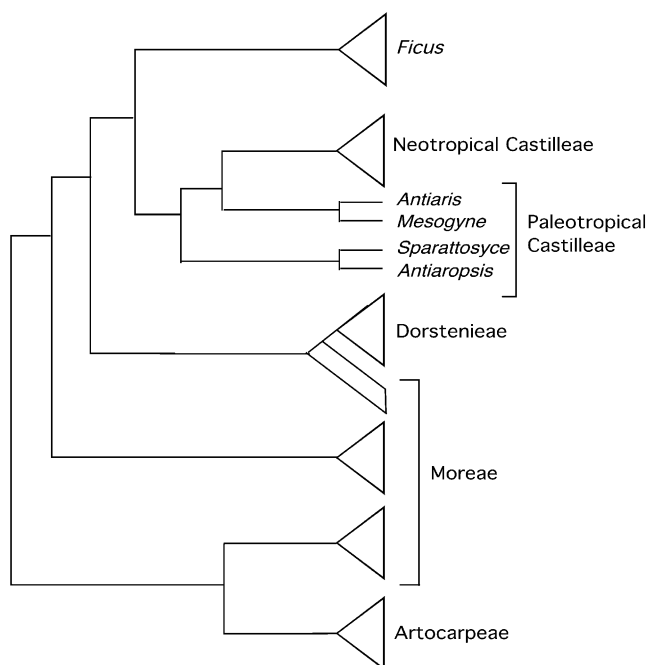 Ficus
Neotropical Castilleae
Antiaris
Mesogyne
Sparattosyce
Antiaropsis
Paleotropical
Castilleae
Dorstenieae
Moreae
Artocarpeae